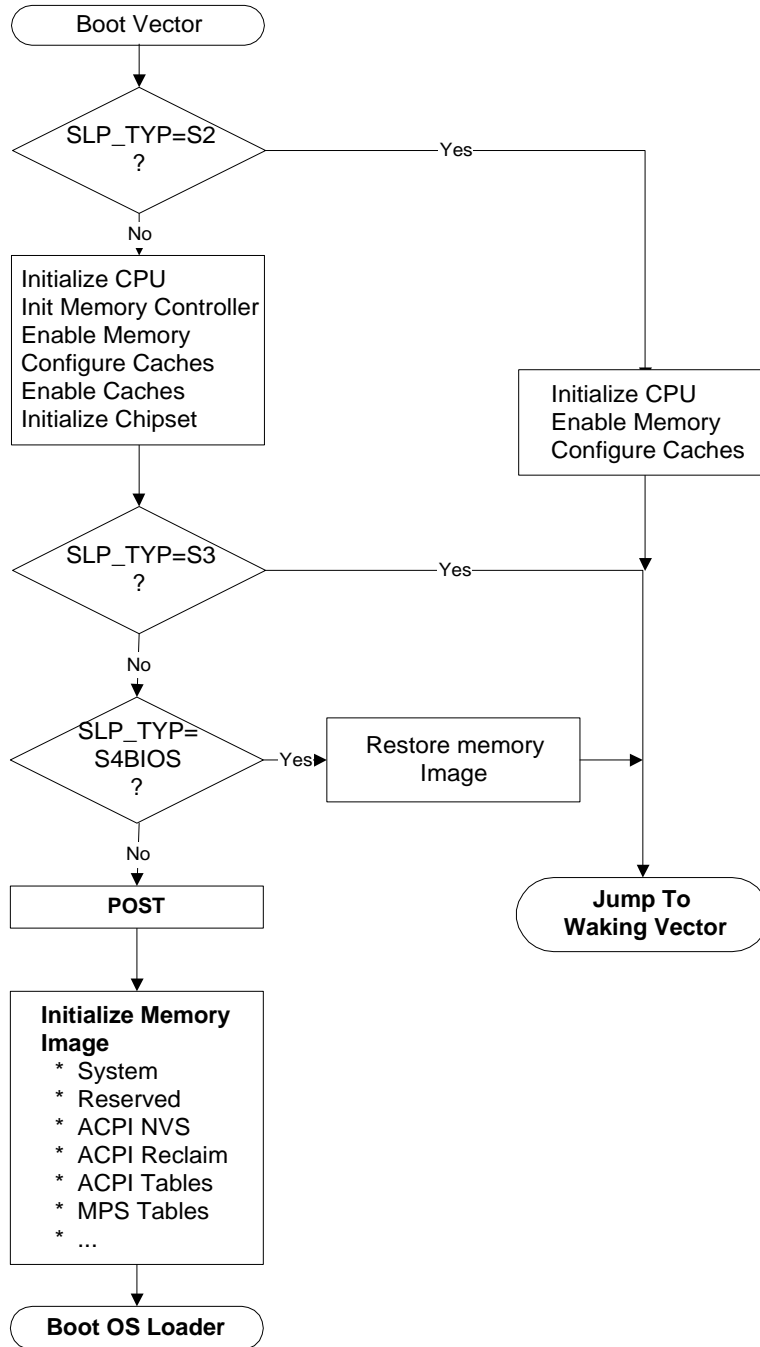 Boot Vector
SLP_TYP=S2
?
Yes
No
Initialize CPU
Init Memory Controller
Enable Memory
Configure Caches
Enable Caches
Initialize Chipset
Initialize CPU
Enable Memory
Configure Caches
SLP_TYP=S3
?
Yes
No
SLP_TYP=
S4BIOS
?
Yes
Restore memory
Image
No
POST
Jump To
Waking Vector
Initialize Memory
Image
* System
* Reserved
* ACPI NVS
* ACPI Reclaim
* ACPI Tables
* MPS Tables
* ...
Boot OS Loader